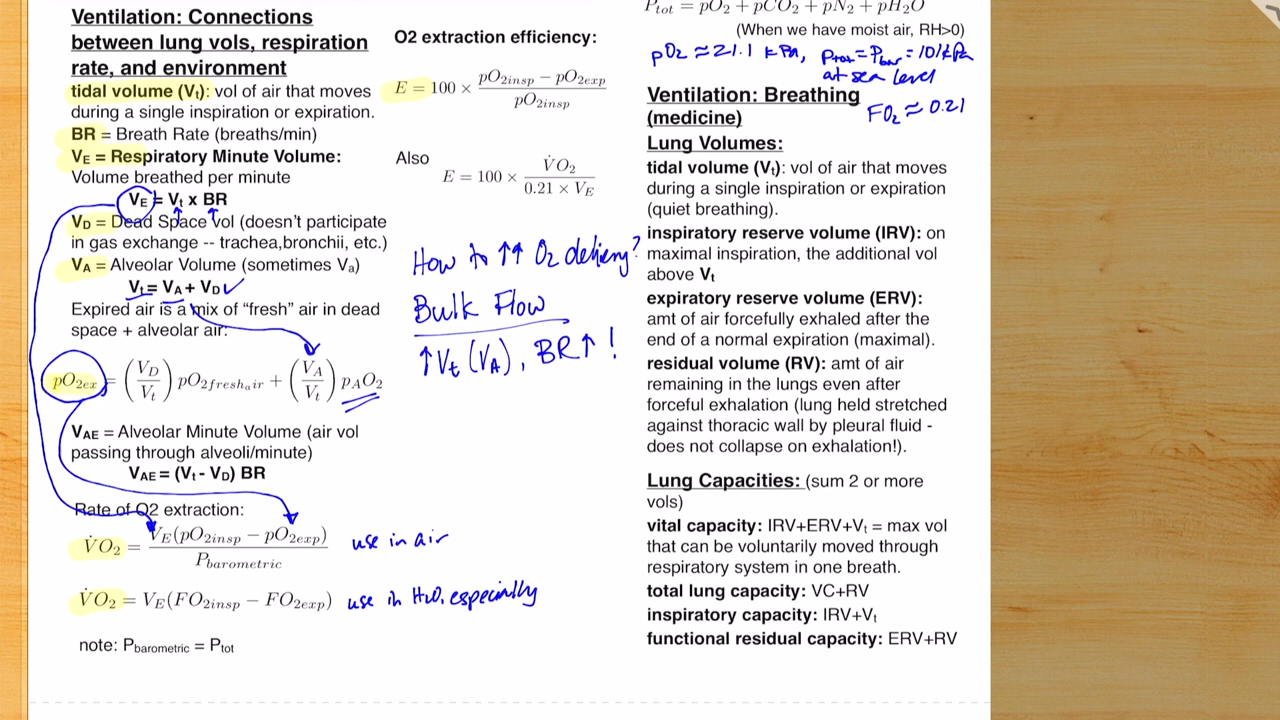 Ventilation: Connections
between lung vols, respiration
rate, and environment
tidal volume (Vt): vol of air that moves
during a single inspiration or expiration.
BR = Breath Rate (breaths/min)
VE = Respiratory Minute Volume:
Volume breathed per minute
VE = Vt x BR
VD = Dead Space vol (doesn't participate
in gas exchange -- trachea,bronchii, etc.)
VA = Alveolar Volume (sometimes Va)
Vt = VA + VD ✓
Expired air is a mix of "fresh" air in dead
space + alveolar air:
pO2ex = (VD/Vt) pO2freshair + (VA/Vt) pAO2
VAE = Alveolar Minute Volume (air vol
passing through alveoli/minute)
VAE = (Vt - VD) BR
Rate of O2 extraction:
V̇O2 = VE(pO2insp − pO2exp) / Pbarometric use in air
V̇O2 = VE(FO2insp − FO2exp) use in H2O, especially
note: Pbarometric = Ptot
O2 extraction efficiency:
E = 100 × (pO2insp − pO2exp) / pO2insp
Also
E = 100 × V̇O2 / (0.21 × VE)
How to ↑↑ O2 delivery?
Bulk Flow
↑Vt (VA), BR↑ !
Ptot = pO2 + pCO2 + pN2 + pH2O
(When we have moist air, RH>0)
pO2 ≈ 21.1 kPA, Ptot = Pbar = 101kPa
at sea level
FO2 ≈ 0.21
Ventilation: Breathing
(medicine)
Lung Volumes:
tidal volume (Vt): vol of air that moves
during a single inspiration or expiration
(quiet breathing).
inspiratory reserve volume (IRV): on
maximal inspiration, the additional vol
above Vt
expiratory reserve volume (ERV):
amt of air forcefully exhaled after the
end of a normal expiration (maximal).
residual volume (RV): amt of air
remaining in the lungs even after
forceful exhalation (lung held stretched
against thoracic wall by pleural fluid -
does not collapse on exhalation!).
Lung Capacities: (sum 2 or more
vols)
vital capacity: IRV+ERV+Vt = max vol
that can be voluntarily moved through
respiratory system in one breath.
total lung capacity: VC+RV
inspiratory capacity: IRV+Vt
functional residual capacity: ERV+RV